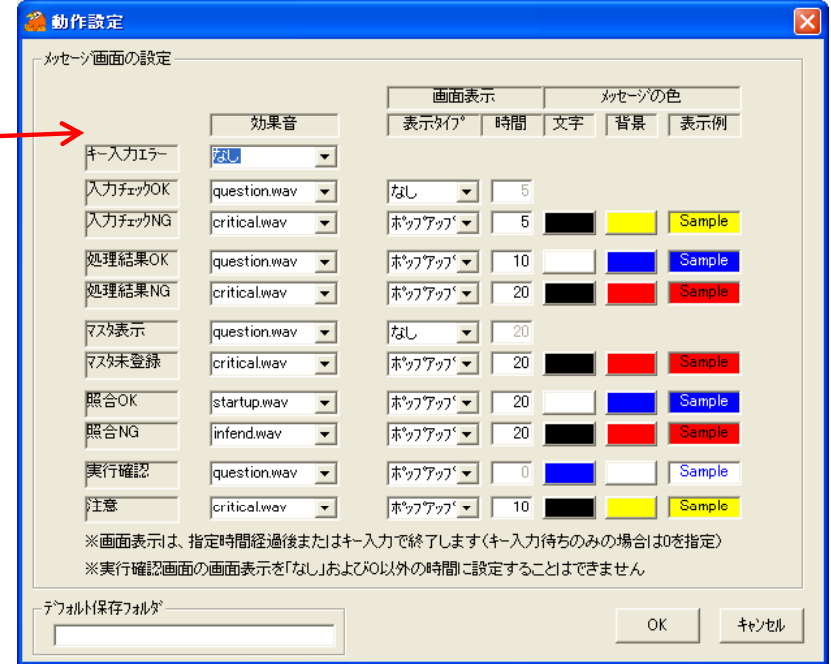 動作設定
メッセージ画面の設定
画面表示 メッセージの色
効果音 表示タイプ 時間 文字 背景 表示例
キー入力エラー なし
入力チェックOK question.wav なし 5
入力チェックNG critical.wav ポップアップ 5 Sample
処理結果OK question.wav ポップアップ 10 Sample
処理結果NG critical.wav ポップアップ 20 Sample
マスタ表示 question.wav なし 20
マスタ未登録 critical.wav ポップアップ 20 Sample
照合OK startup.wav ポップアップ 20 Sample
照合NG infend.wav ポップアップ 20 Sample
実行確認 question.wav ポップアップ 0 Sample
注意 critical.wav ポップアップ 10 Sample
※画面表示は、指定時間経過後またはキー入力で終了します(キー入力待ちのみの場合は0を指定)
※実行確認画面の画面表示を「なし」および0以外の時間に設定することはできません
デフォルト保存フォルダ
OK キャンセル